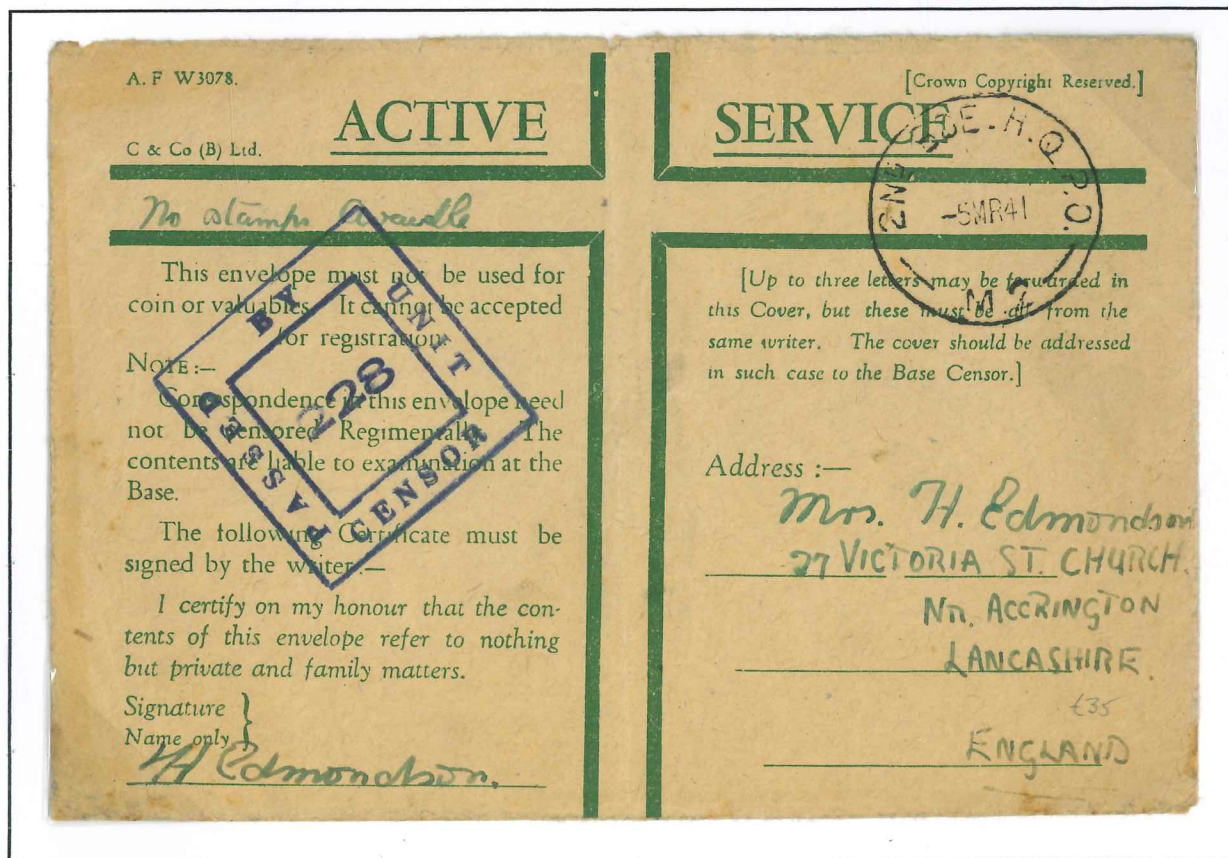 A. F W3078.
C & Co (B) Ltd.
ACTIVE SERVICE
[Crown Copyright Reserved.]
No stamps
This envelope must not be used for
coin or valuables. It cannot be accepted
for registration.
NOTE :—
Correspondence in this envelope need
not be censored Regimentally. The
contents are liable to examination at the
Base.
The following Certificate must be
signed by the writer :—
I certify on my honour that the con-
tents of this envelope refer to nothing
but private and family matters.
Signature }
Name only }
H Edmondson.
PASSED BY UNIT CENSOR
228
H.Q. P.O.
-5MR41
[Up to three letters may be forwarded in
this Cover, but these must be all from the
same writer. The cover should be addressed
in such case to the Base Censor.]
Address :—
Mrs. H. Edmondson
27 VICTORIA ST. CHURCH.
Nr. ACCRINGTON
LANCASHIRE
£35
ENGLAND